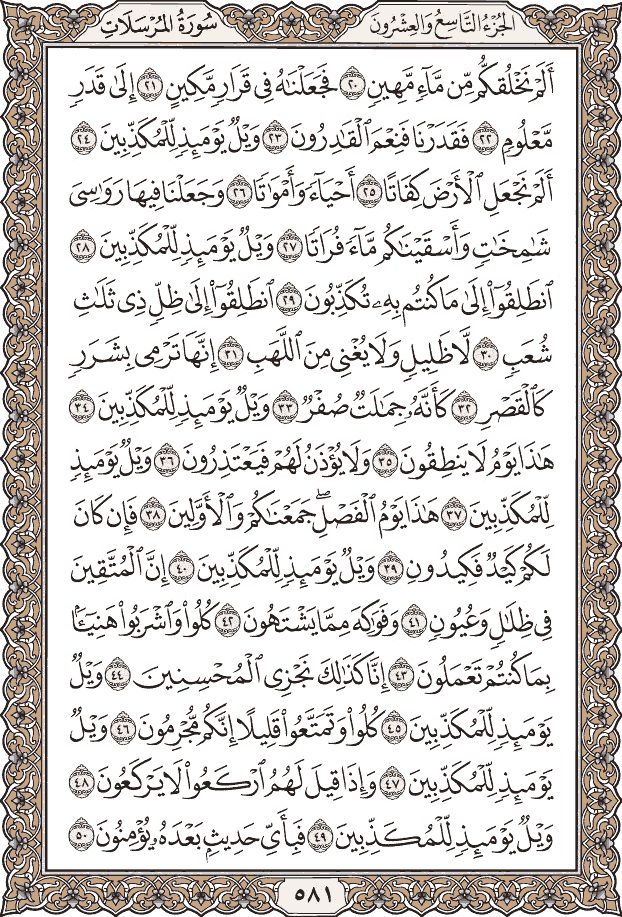 الجُزْءُ التَّاسِعُ وَالعِشْرُونَ
سُورَةُ المُرْسَلَات
أَلَمْ نَخْلُقكُّم مِّن مَّآءٍ مَّهِينٍ ٢٠ فَجَعَلْنَٰهُ فِى قَرَارٍ مَّكِينٍ ٢١ إِلَىٰ قَدَرٍ
مَّعْلُومٍ ٢٢ فَقَدَرْنَا فَنِعْمَ ٱلْقَٰدِرُونَ ٢٣ وَيْلٌ يَوْمَئِذٍ لِّلْمُكَذِّبِينَ ٢٤
أَلَمْ نَجْعَلِ ٱلْأَرْضَ كِفَاتًا ٢٥ أَحْيَآءً وَأَمْوَٰتًا ٢٦ وَجَعَلْنَا فِيهَا رَوَٰسِىَ
شَٰمِخَٰتٍ وَأَسْقَيْنَٰكُم مَّآءً فُرَاتًا ٢٧ وَيْلٌ يَوْمَئِذٍ لِّلْمُكَذِّبِينَ ٢٨
ٱنطَلِقُوٓا۟ إِلَىٰ مَا كُنتُم بِهِۦ تُكَذِّبُونَ ٢٩ ٱنطَلِقُوٓا۟ إِلَىٰ ظِلٍّ ذِى ثَلَٰثِ
شُعَبٍ ٣٠ لَّا ظَلِيلٍ وَلَا يُغْنِى مِنَ ٱللَّهَبِ ٣١ إِنَّهَا تَرْمِى بِشَرَرٍ
كَٱلْقَصْرِ ٣٢ كَأَنَّهُۥ جِمَٰلَتٌ صُفْرٌ ٣٣ وَيْلٌ يَوْمَئِذٍ لِّلْمُكَذِّبِينَ ٣٤
هَٰذَا يَوْمُ لَا يَنطِقُونَ ٣٥ وَلَا يُؤْذَنُ لَهُمْ فَيَعْتَذِرُونَ ٣٦ وَيْلٌ يَوْمَئِذٍ
لِّلْمُكَذِّبِينَ ٣٧ هَٰذَا يَوْمُ ٱلْفَصْلِ ۖ جَمَعْنَٰكُمْ وَٱلْأَوَّلِينَ ٣٨ فَإِن كَانَ
لَكُمْ كَيْدٌ فَكِيدُونِ ٣٩ وَيْلٌ يَوْمَئِذٍ لِّلْمُكَذِّبِينَ ٤٠ إِنَّ ٱلْمُتَّقِينَ
فِى ظِلَٰلٍ وَعُيُونٍ ٤١ وَفَوَٰكِهَ مِمَّا يَشْتَهُونَ ٤٢ كُلُوا۟ وَٱشْرَبُوا۟ هَنِيٓـًٔۢا
بِمَا كُنتُمْ تَعْمَلُونَ ٤٣ إِنَّا كَذَٰلِكَ نَجْزِى ٱلْمُحْسِنِينَ ٤٤ وَيْلٌ
يَوْمَئِذٍ لِّلْمُكَذِّبِينَ ٤٥ كُلُوا۟ وَتَمَتَّعُوا۟ قَلِيلًا إِنَّكُم مُّجْرِمُونَ ٤٦ وَيْلٌ
يَوْمَئِذٍ لِّلْمُكَذِّبِينَ ٤٧ وَإِذَا قِيلَ لَهُمُ ٱرْكَعُوا۟ لَا يَرْكَعُونَ ٤٨
وَيْلٌ يَوْمَئِذٍ لِّلْمُكَذِّبِينَ ٤٩ فَبِأَىِّ حَدِيثٍۭ بَعْدَهُۥ يُؤْمِنُونَ ٥٠
٥٨١